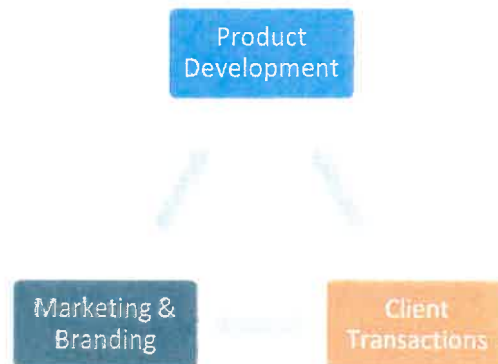 Product
Development
Marketing &
Branding
Client
Transactions